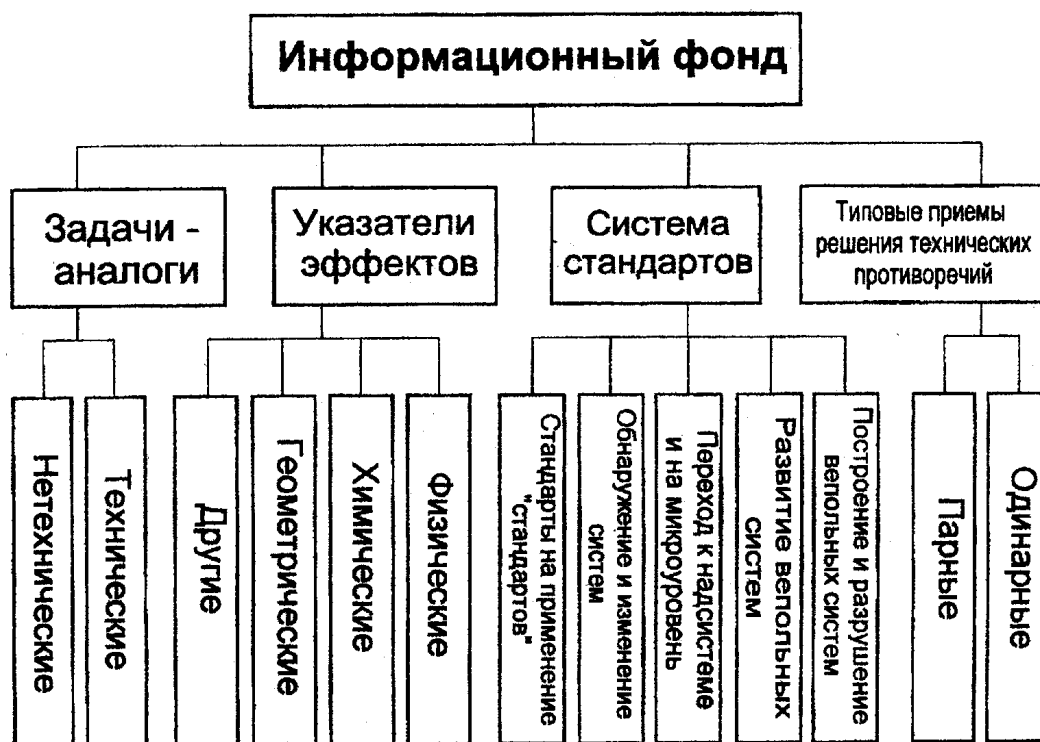 Информационный фонд
Задачи -
аналоги
Указатели
эффектов
Система
стандартов
Типовые приемы
решения технических
противоречий
Нетехнические
Технические
Другие
Геометрические
Химические
Физические
Стандарты на применение
"стандартов"
Обнаружение и изменение
систем
Переход к надсистеме
и на микроуровень
Развитие вепольных
систем
Построение и разрушение
вепольных систем
Парные
Одинарные